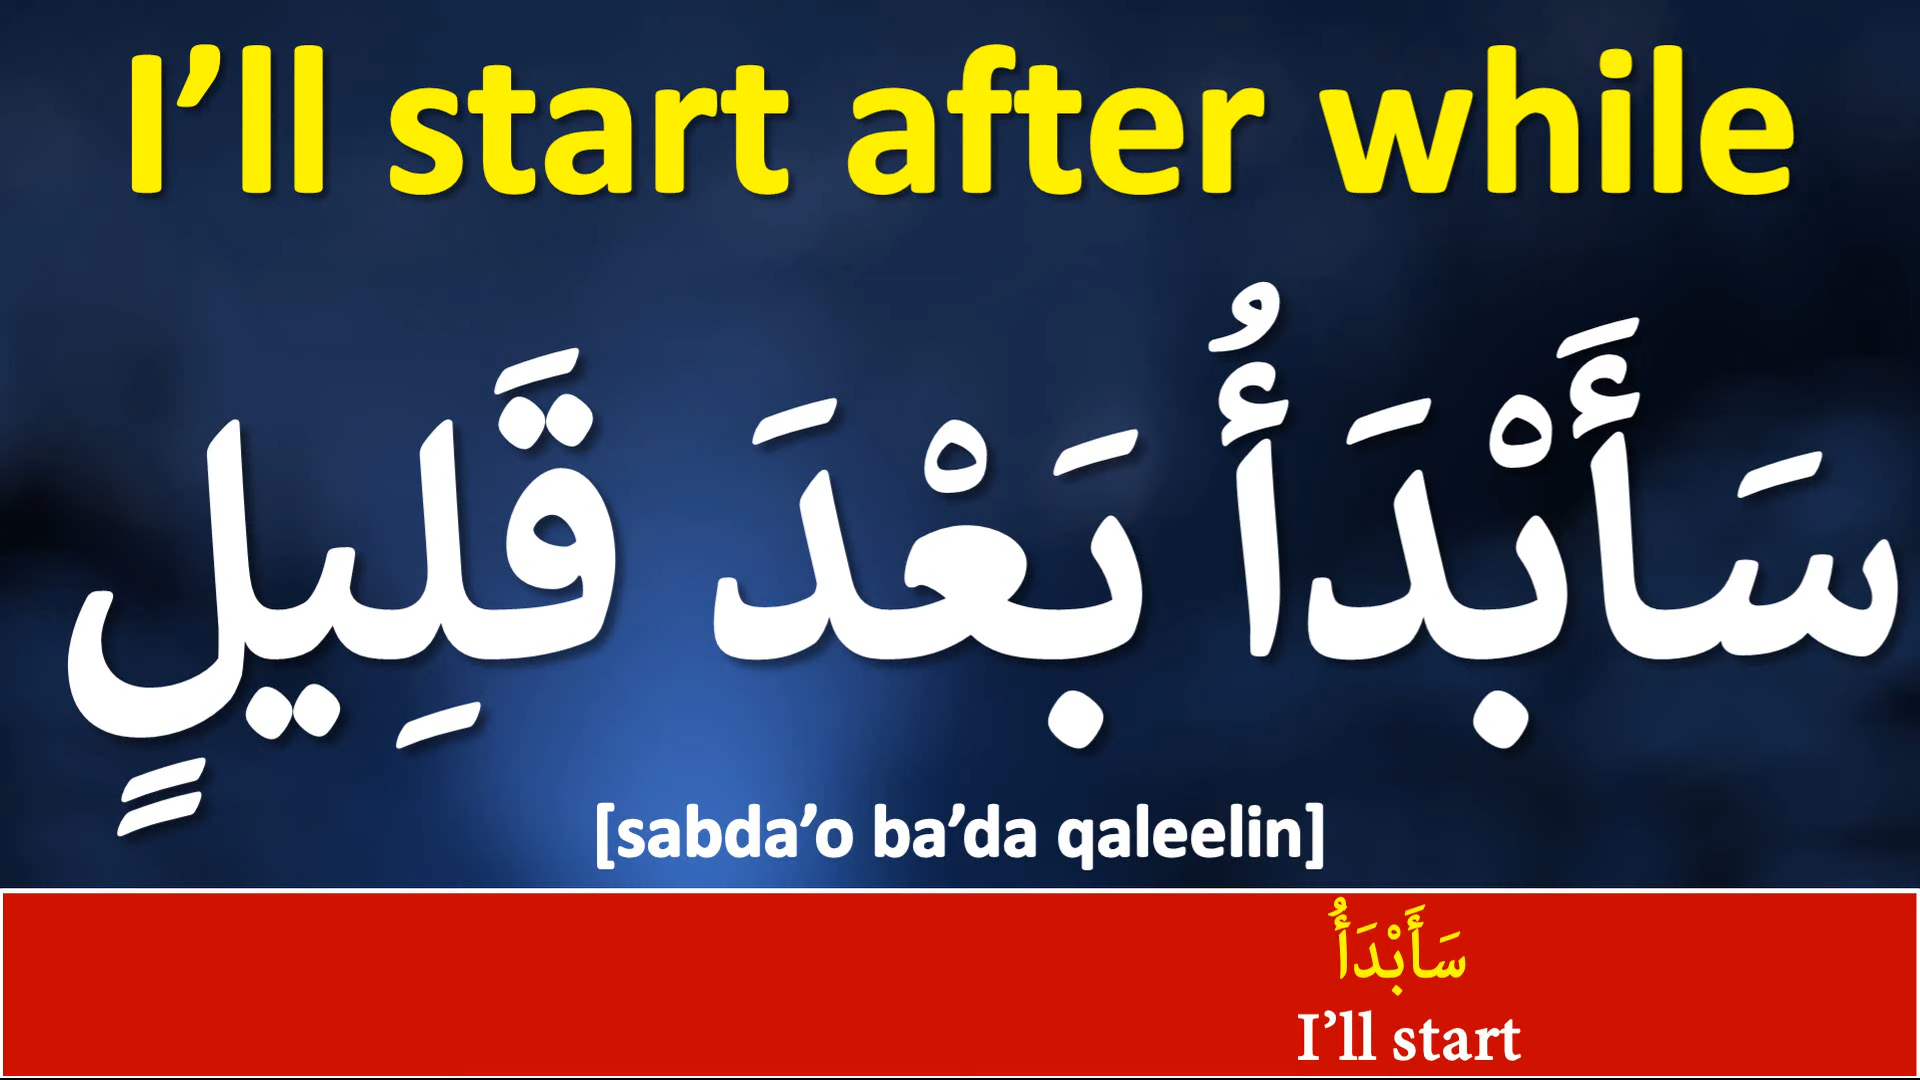 I’ll start after while
سَأَبْدَأُ بَعْدَ قَلِيلٍ
[sabda’o ba’da qaleelin]
سَأَبْدَأُ
I’ll start